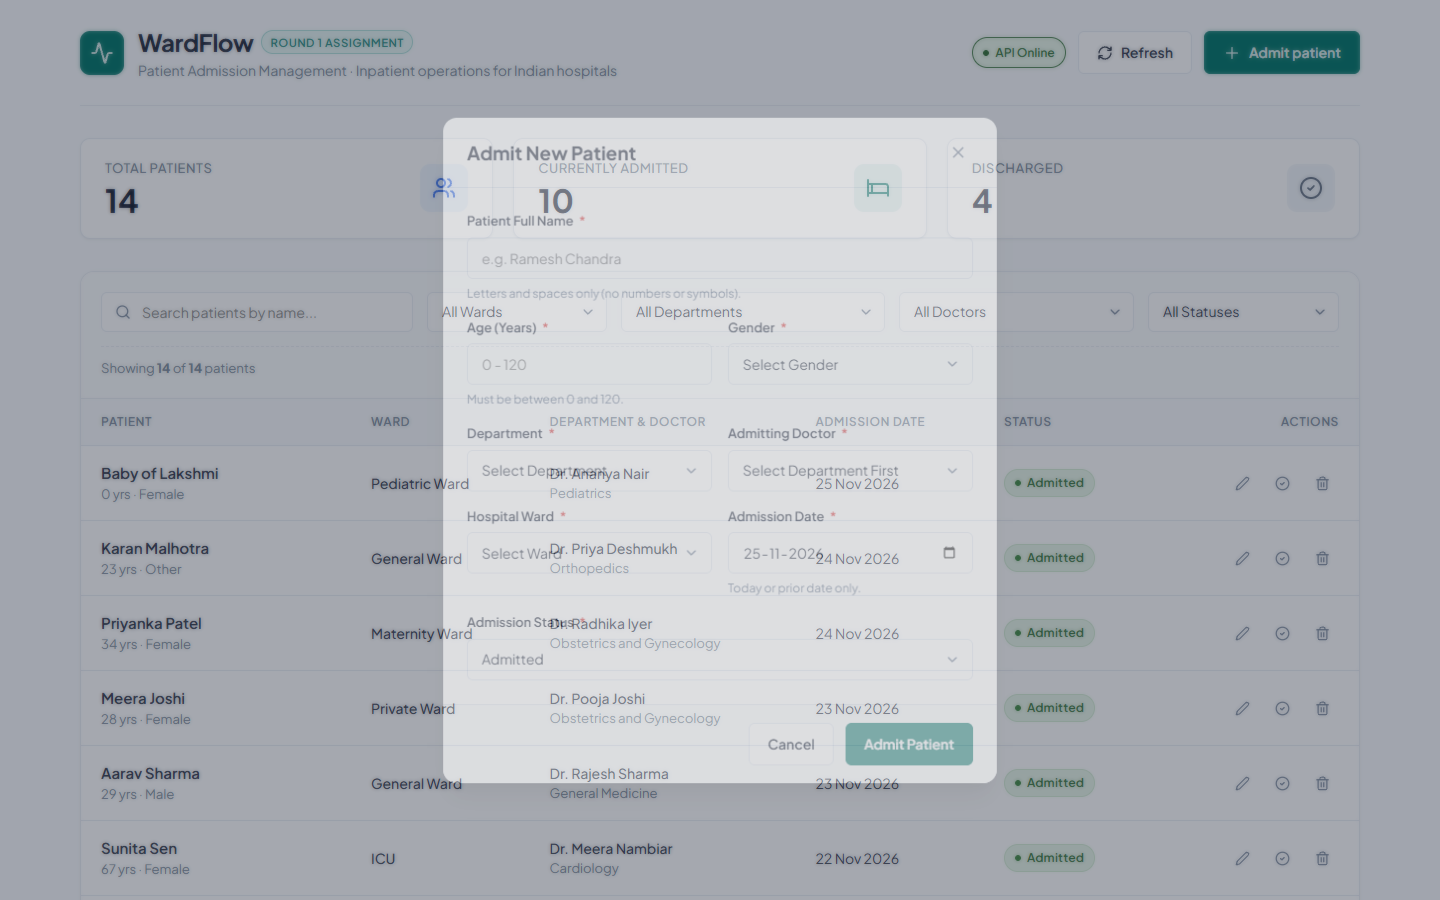 WardFlow ROUND 1 ASSIGNMENT
Patient Admission Management · Inpatient operations for Indian hospitals
API Online
Refresh
Admit patient
TOTAL PATIENTS
14
CURRENTLY ADMITTED
10
DISCHARGED
4
Search patients by name...
All Wards
All Departments
All Doctors
All Statuses
Showing 14 of 14 patients
PATIENT WARD DEPARTMENT & DOCTOR ADMISSION DATE STATUS ACTIONS
Baby of Lakshmi
0 yrs · Female
Pediatric Ward
Dr. Ananya Nair
Pediatrics
25 Nov 2026
Admitted
Karan Malhotra
23 yrs · Other
General Ward
Dr. Priya Deshmukh
Orthopedics
24 Nov 2026
Admitted
Priyanka Patel
34 yrs · Female
Maternity Ward
Dr. Radhika Iyer
Obstetrics and Gynecology
24 Nov 2026
Admitted
Meera Joshi
28 yrs · Female
Private Ward
Dr. Pooja Joshi
Obstetrics and Gynecology
23 Nov 2026
Admitted
Aarav Sharma
29 yrs · Male
General Ward
Dr. Rajesh Sharma
General Medicine
23 Nov 2026
Admitted
Sunita Sen
67 yrs · Female
ICU
Dr. Meera Nambiar
Cardiology
22 Nov 2026
Admitted
Admit New Patient
Patient Full Name *
e.g. Ramesh Chandra
Letters and spaces only (no numbers or symbols).
Age (Years) *
0 - 120
Must be between 0 and 120.
Gender *
Select Gender
Department *
Select Department
Admitting Doctor *
Select Department First
Hospital Ward *
Select Ward
Admission Date *
25-11-2026
Today or prior date only.
Admission Status *
Admitted
Cancel
Admit Patient